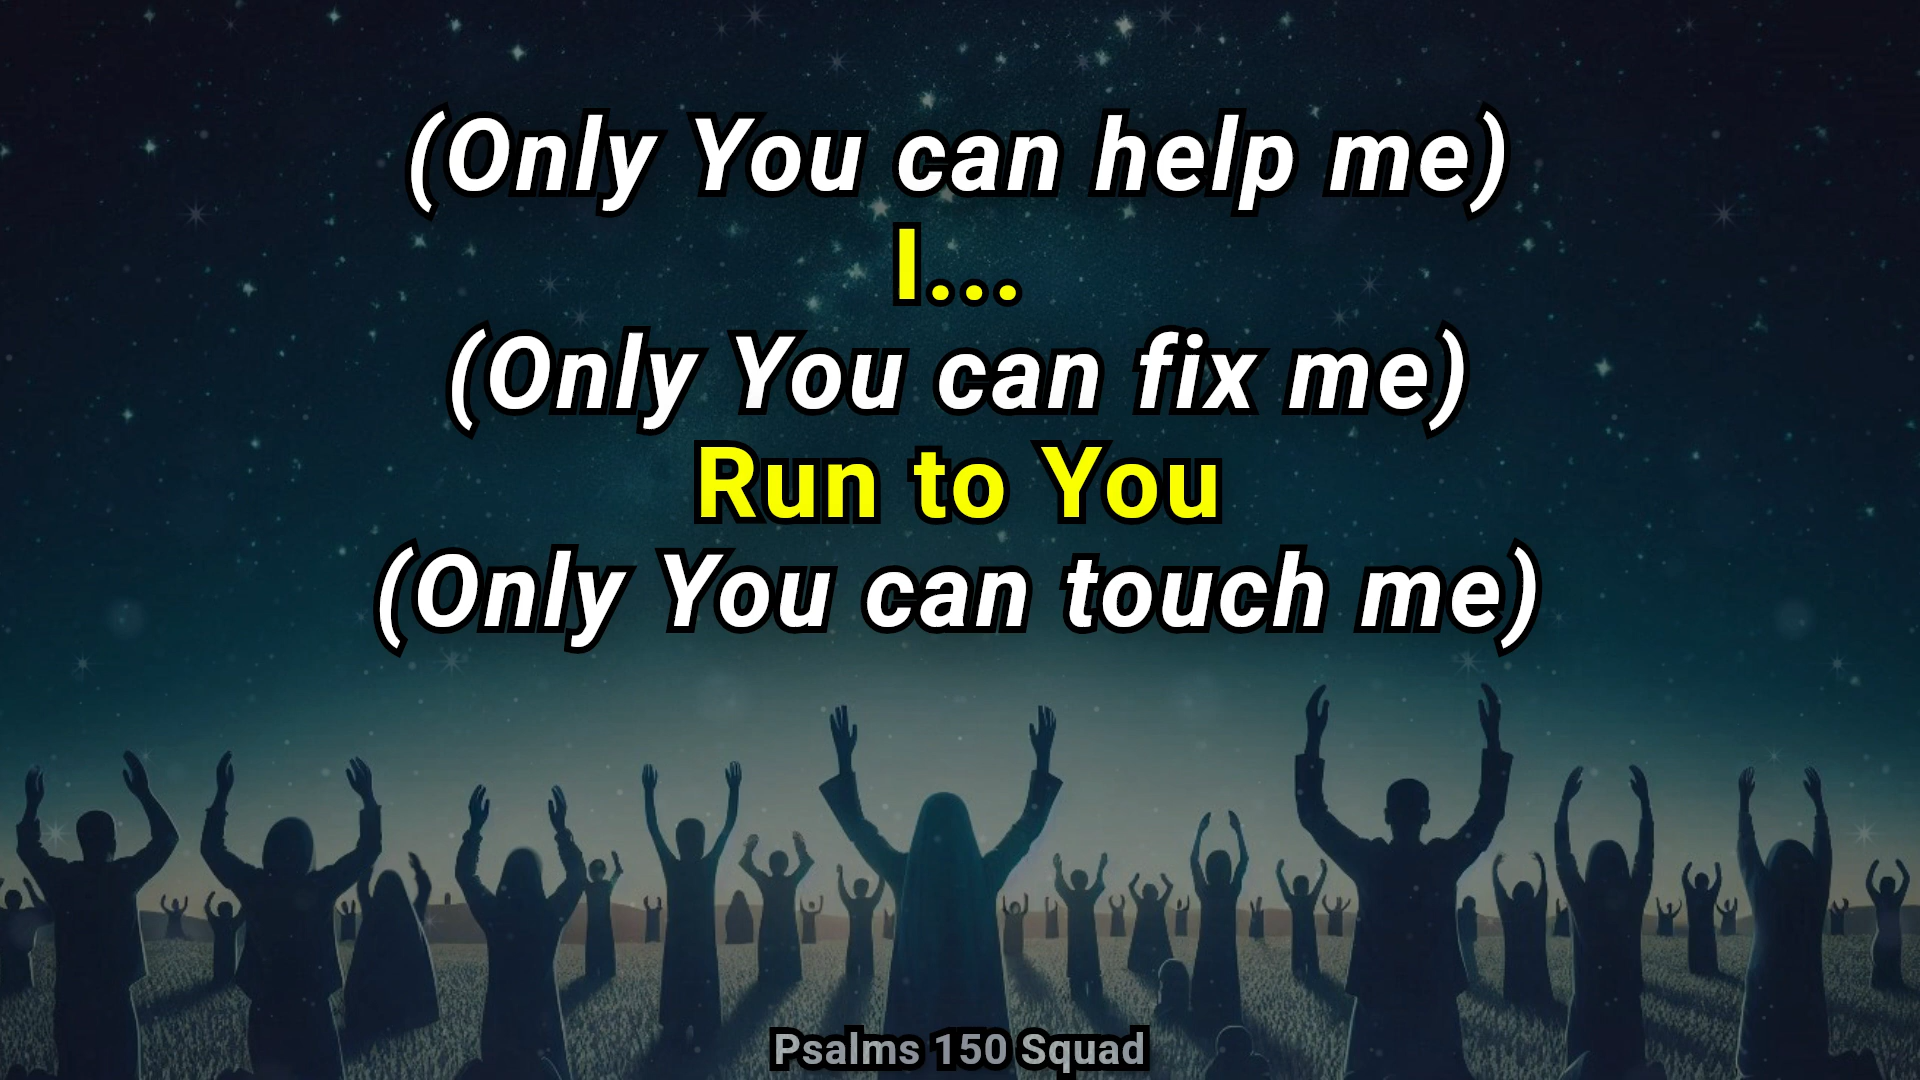 (Only You can help me)
I...
(Only You can fix me)
Run to You
(Only You can touch me)
Psalms 150 Squad